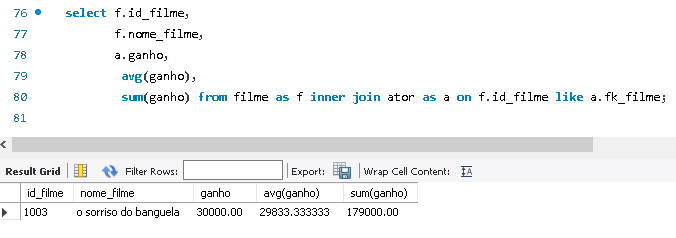 76 select f.id_filme,
77 f.nome_filme,
78 a.ganho,
79 avg(ganho),
80 sum(ganho) from filme as f inner join ator as a on f.id_filme like a.fk_filme;
81
Result Grid Filter Rows: Export: Wrap Cell Content: IA
id_filme nome_filme ganho avg(ganho) sum(ganho)
1003 o sorriso do banguela 30000.00 29833.333333 179000.00